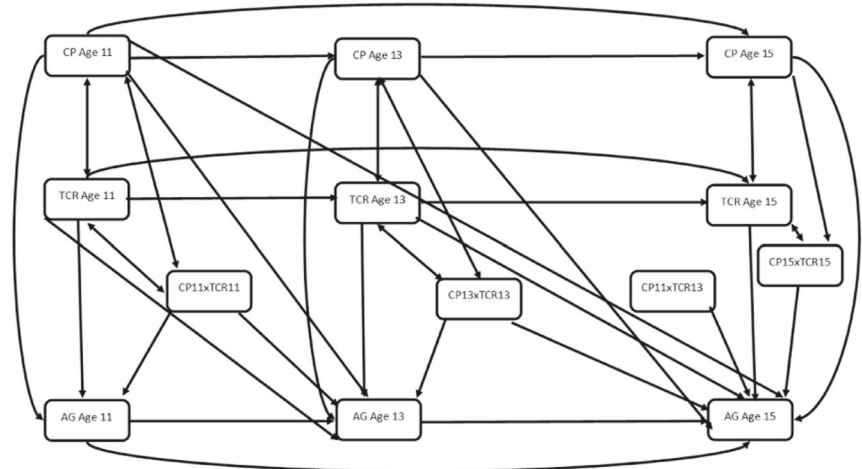 CP Age 11
CP Age 13
CP Age 15
TCR Age 11
TCR Age 13
TCR Age 15
CP11xTCR11
CP13xTCR13
CP11xTCR13
CP15xTCR15
AG Age 11
AG Age 13
AG Age 15